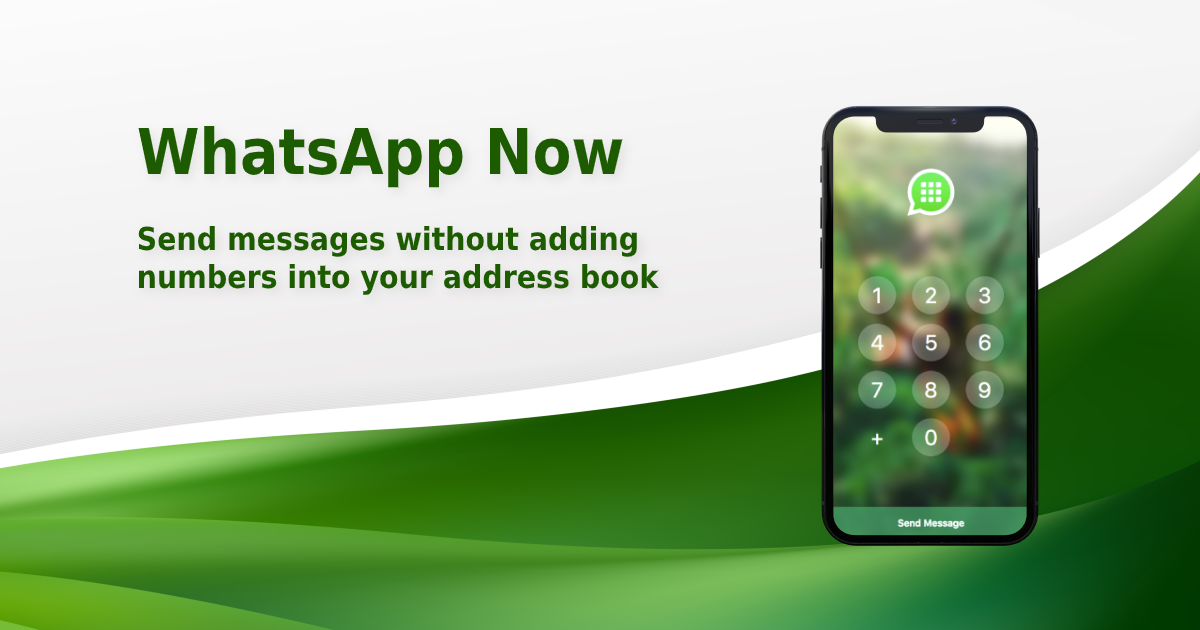 WhatsApp Now
Send messages without adding
numbers into your address book
1 2 3
4 5 6
7 8 9
+ 0
Send Message